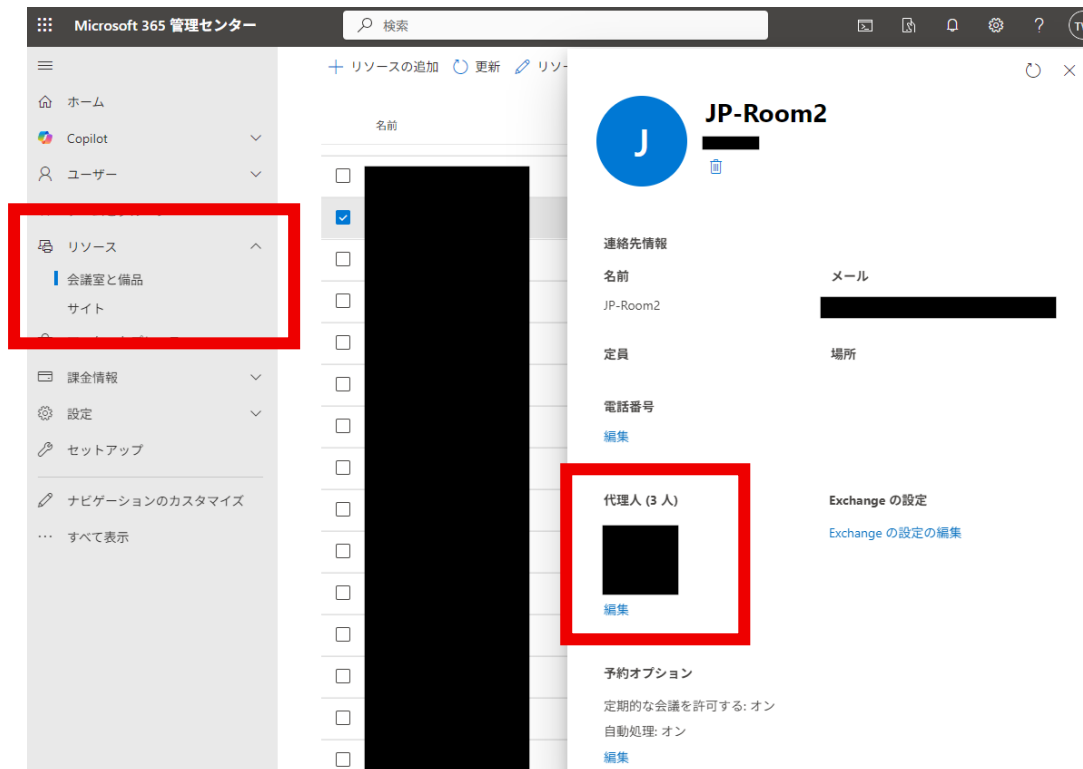 Microsoft 365 管理センター
検索
ホーム
Copilot
ユーザー
リソース
会議室と備品
サイト
課金情報
設定
セットアップ
ナビゲーションのカスタマイズ
すべて表示
リソースの追加 更新 リソ
名前
J
JP-Room2
連絡先情報
名前 メール
JP-Room2
定員 場所
電話番号
編集
代理人 (3 人) Exchange の設定
Exchange の設定の編集
編集
予約オプション
定期的な会議を許可する: オン
自動処理: オン
編集